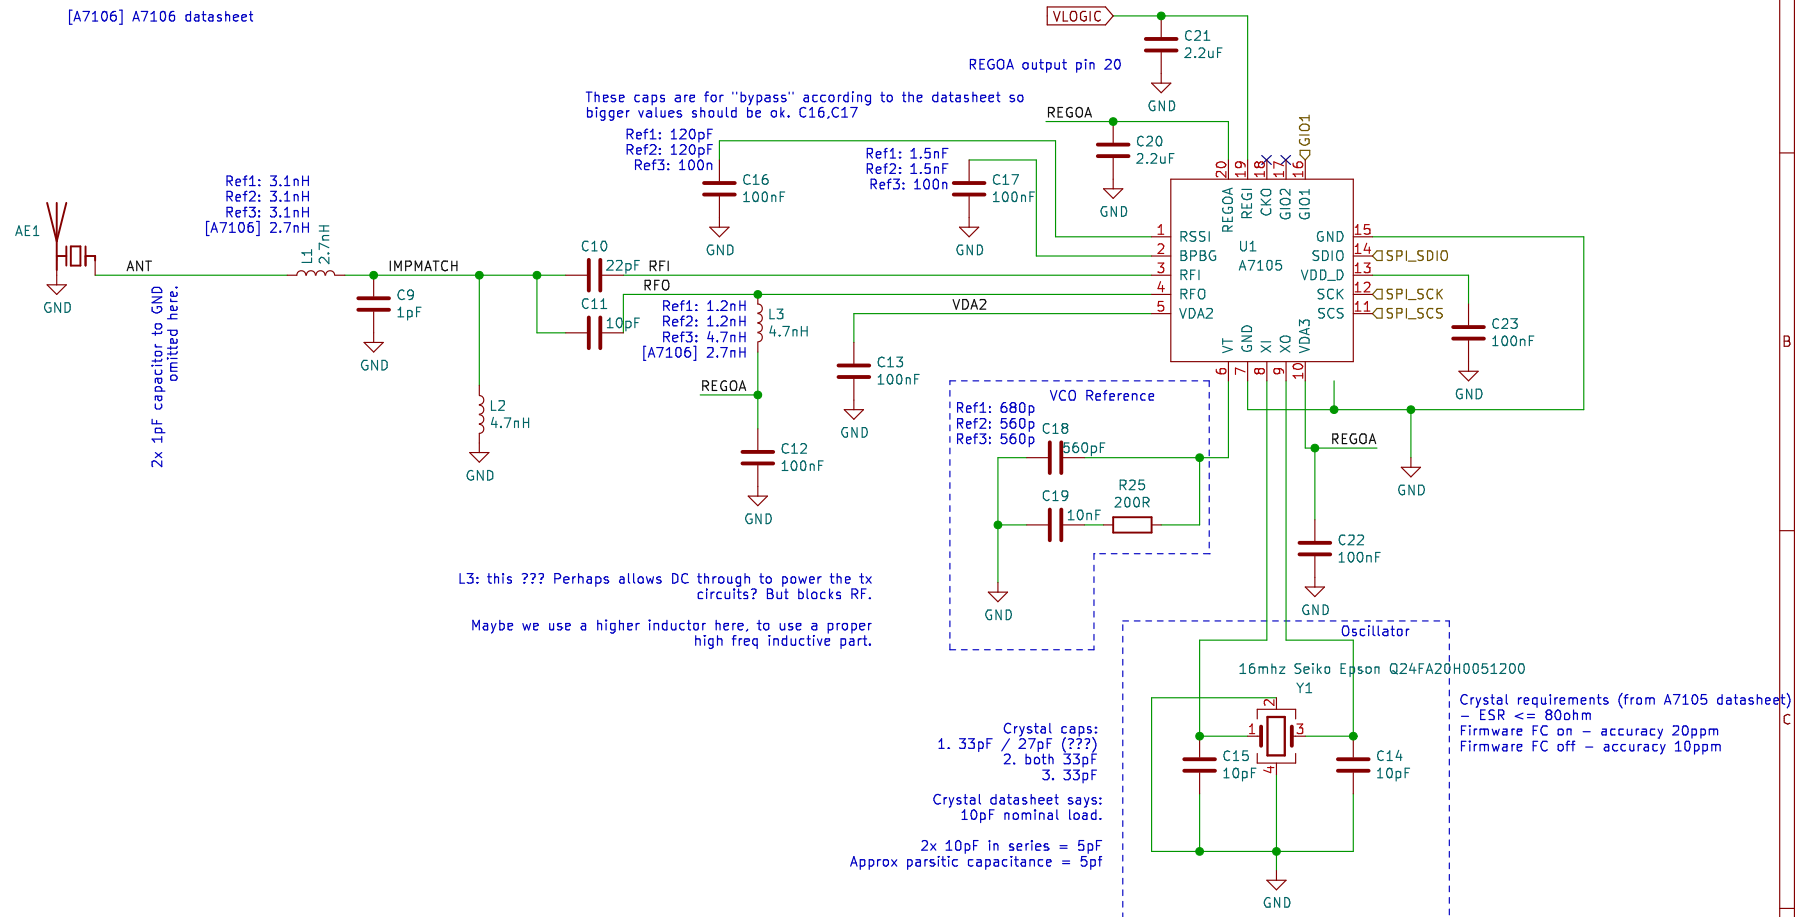 [A7106] A7106 datasheet
VLOGIC
C21
2.2uF
GND
REGOA output pin 20
These caps are for "bypass" according to the datasheet so
bigger values should be ok. C16,C17
REGOA
C20
2.2uF
GND
GIO1
Ref1: 120pF
Ref2: 120pF
Ref3: 100n
C16
100nF
GND
Ref1: 1.5nF
Ref2: 1.5nF
Ref3: 100n
C17
100nF
GND
Ref1: 3.1nH
Ref2: 3.1nH
Ref3: 3.1nH
[A7106] 2.7nH
L1
2.7nH
AE1
GND
ANT
2x 1pF capacitor to GND
omitted here.
IMPMATCH
C9
1pF
GND
L2
4.7nH
GND
C10
22pF
RFI
C11
10pF
RFO
Ref1: 1.2nH
Ref2: 1.2nH
Ref3: 4.7nH
[A7106] 2.7nH
L3
4.7nH
REGOA
C12
100nF
GND
VDA2
C13
100nF
GND
20 19 18 17 16
REGOA REGI CKO GIO2 GIO1
1 RSSI
2 BPBG
3 RFI
4 RFO
5 VDA2
U1
A7105
GND 15
SDIO 14 SPI_SDIO
VDD_D 13
SCK 12 SPI_SCK
SCS 11 SPI_SCS
VT GND XI XO VDA3
6 7 8 9 10
C23
100nF
GND
B
VCO Reference
Ref1: 680p
Ref2: 560p
Ref3: 560p
C18
560pF
C19
10nF
R25
200R
GND
REGOA
GND
C22
100nF
GND
L3: this ??? Perhaps allows DC through to power the tx
circuits? But blocks RF.
Maybe we use a higher inductor here, to use a proper
high freq inductive part.
Oscillator
16mhz Seiko Epson Q24FA20H0051200
Y1
2
1
3
4
C15
10pF
C14
10pF
GND
Crystal requirements (from A7105 datasheet)
- ESR <= 80ohm
Firmware FC on - accuracy 20ppm
Firmware FC off - accuracy 10ppm
C
Crystal caps:
1. 33pF / 27pF (???)
2. both 33pF
3. 33pF
Crystal datasheet says:
10pF nominal load.
2x 10pF in series = 5pF
Approx parsitic capacitance = 5pf